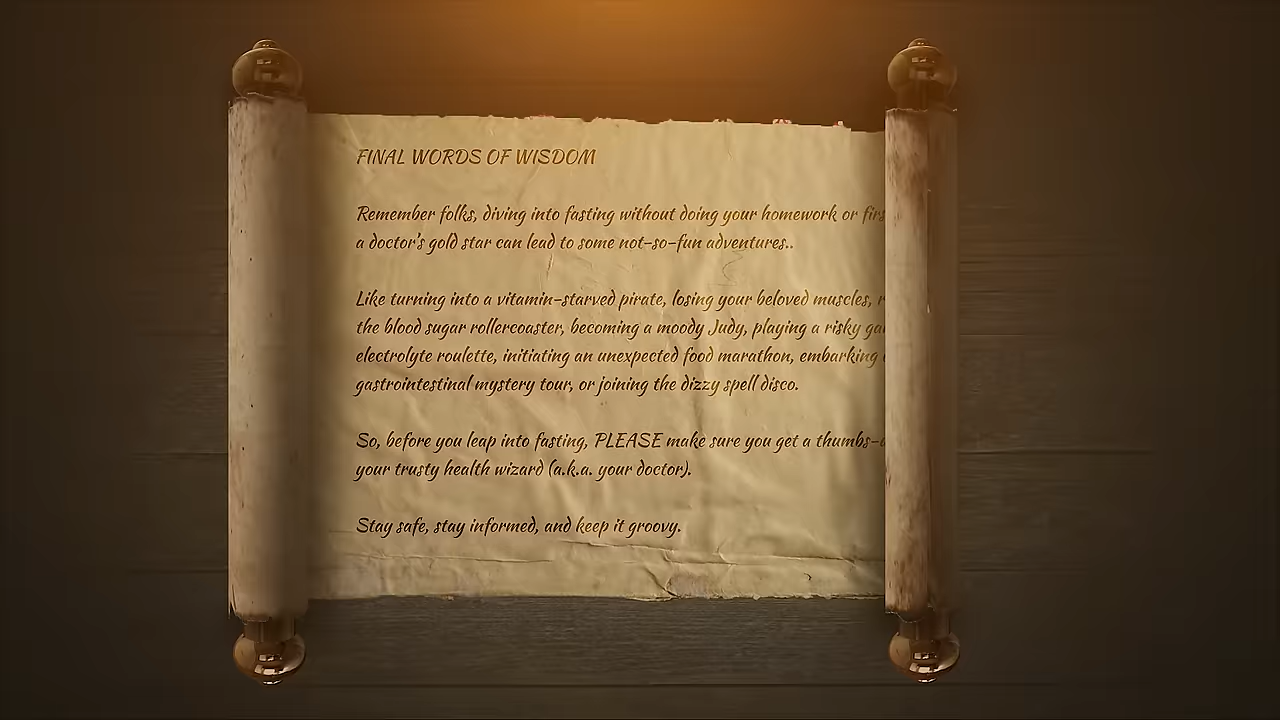 FINAL WORDS OF WISDOM
Remember folks, diving into fasting without doing your homework or
a doctor's gold star can lead to some not-so-fun adventures..
Like turning into a vitamin-starved pirate, losing your beloved muscles,
the blood sugar rollercoaster, becoming a moody Judy, playing a risky
electrolyte roulette, initiating an unexpected food marathon, embarking
gastrointestinal mystery tour, or joining the dizzy spell disco.
So, before you leap into fasting, PLEASE make sure you get a
your trusty health wizard (a.k.a. your doctor).
Stay safe, stay informed, and keep it groovy.